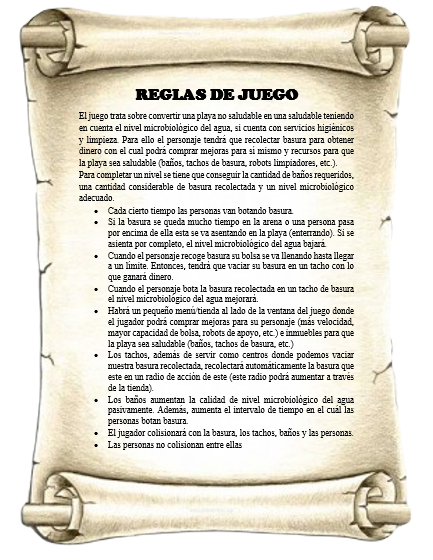 REGLAS DE JUEGO
El juego trata sobre convertir una playa no saludable en una saludable teniendo
en cuenta el nivel microbiológico del agua, si cuenta con servicios higiénicos
y limpieza. Para ello el personaje tendrá que recolectar basura para obtener
dinero con el cual podrá comprar mejoras para si mismo y recursos para que
la playa sea saludable (baños, tachos de basura, robots limpiadores, etc.).
Para completar un nivel se tiene que conseguir la cantidad de baños requeridos,
una cantidad considerable de basura recolectada y un nivel microbiológico
adecuado.
• Cada cierto tiempo las personas van botando basura.
• Si la basura se queda mucho tiempo en la arena o una persona pasa
por encima de ella esta se va asentando en la playa (enterrando). Si se
asienta por completo, el nivel microbiológico del agua bajará.
• Cuando el personaje recoge basura su bolsa se va llenando hasta llegar
a un límite. Entonces, tendrá que vaciar su basura en un tacho con lo
que ganará dinero.
• Cuando el personaje bota la basura recolectada en un tacho de basura
el nivel microbiológico del agua mejorará.
• Habrá un pequeño menú/tienda al lado de la ventana del juego donde
el jugador podrá comprar mejoras para su personaje (más velocidad,
mayor capacidad de bolsa, robots de apoyo, etc.) e inmuebles para que
la playa sea saludable (baños, tachos de basura, etc.)
• Los tachos, además de servir como centros donde podemos vaciar
nuestra basura recolectada, recolectará automáticamente la basura que
este en un radio de acción de este (este radio podrá aumentar a través
de la tienda).
• Los baños aumentan la calidad de nivel microbiológico del agua
pasivamente. Además, aumenta el intervalo de tiempo en el cuál las
personas botan basura.
• El jugador colisionará con la basura, los tachos, baños y las personas.
• Las personas no colisionan entre ellas